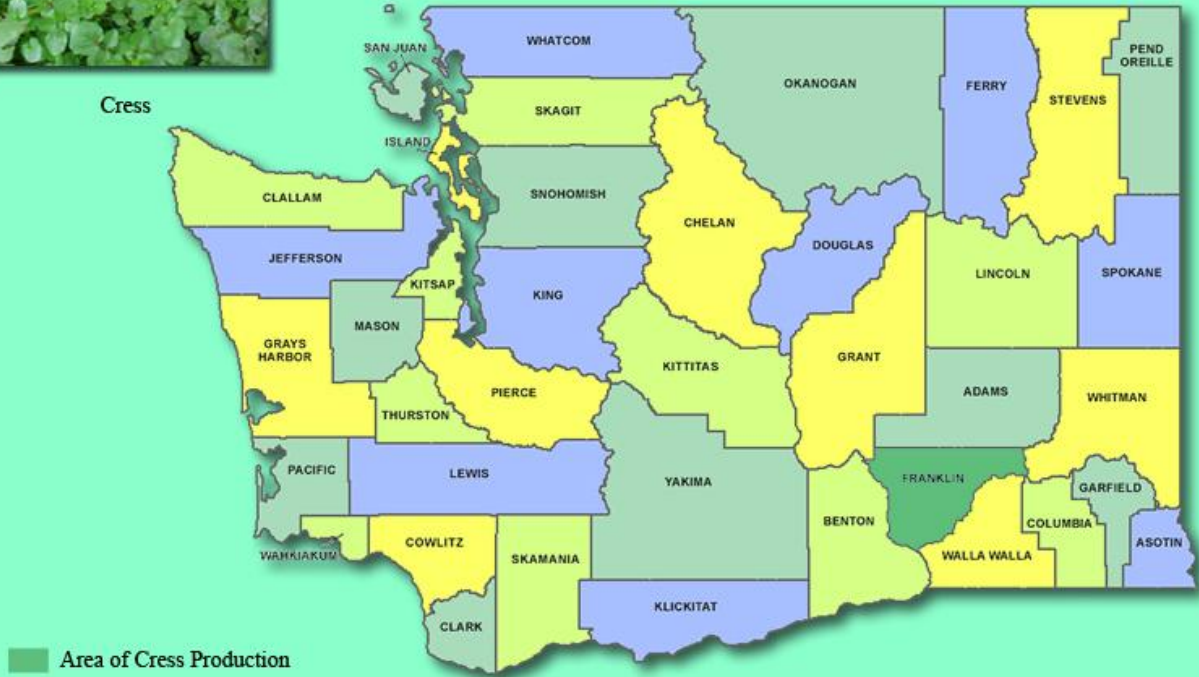 Cress
SAN JUAN
WHATCOM
SKAGIT
ISLAND
SNOHOMISH
OKANOGAN
FERRY
STEVENS
PEND
OREILLE
CLALLAM
JEFFERSON
KITSAP
KING
CHELAN
DOUGLAS
LINCOLN
SPOKANE
GRAYS
HARBOR
MASON
THURSTON
PIERCE
KITTITAS
GRANT
ADAMS
WHITMAN
PACIFIC
LEWIS
YAKIMA
BENTON
FRANKLIN
WALLA WALLA
COLUMBIA
GARFIELD
ASOTIN
WAHKIAKUM
COWLITZ
SKAMANIA
CLARK
KLICKITAT
Area of Cress Production